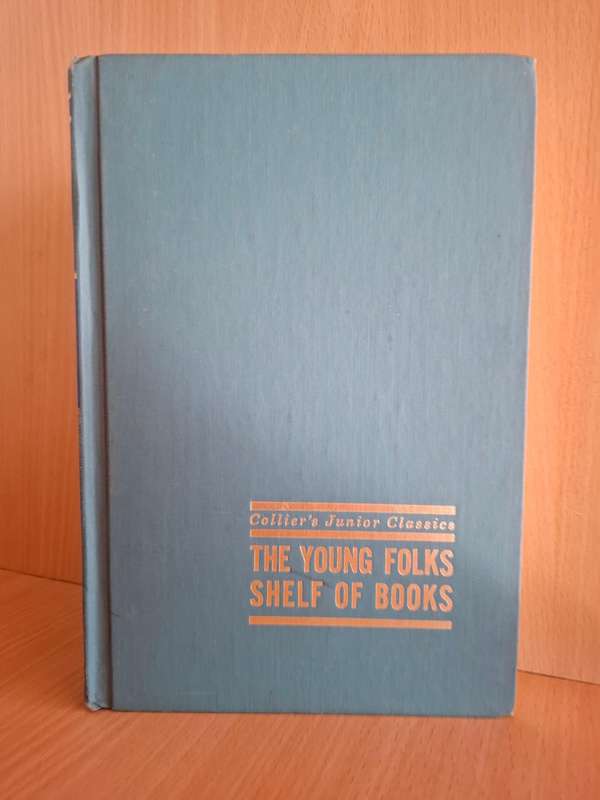 Collier's Junior Classics
THE YOUNG FOLKS
SHELF OF BOOKS